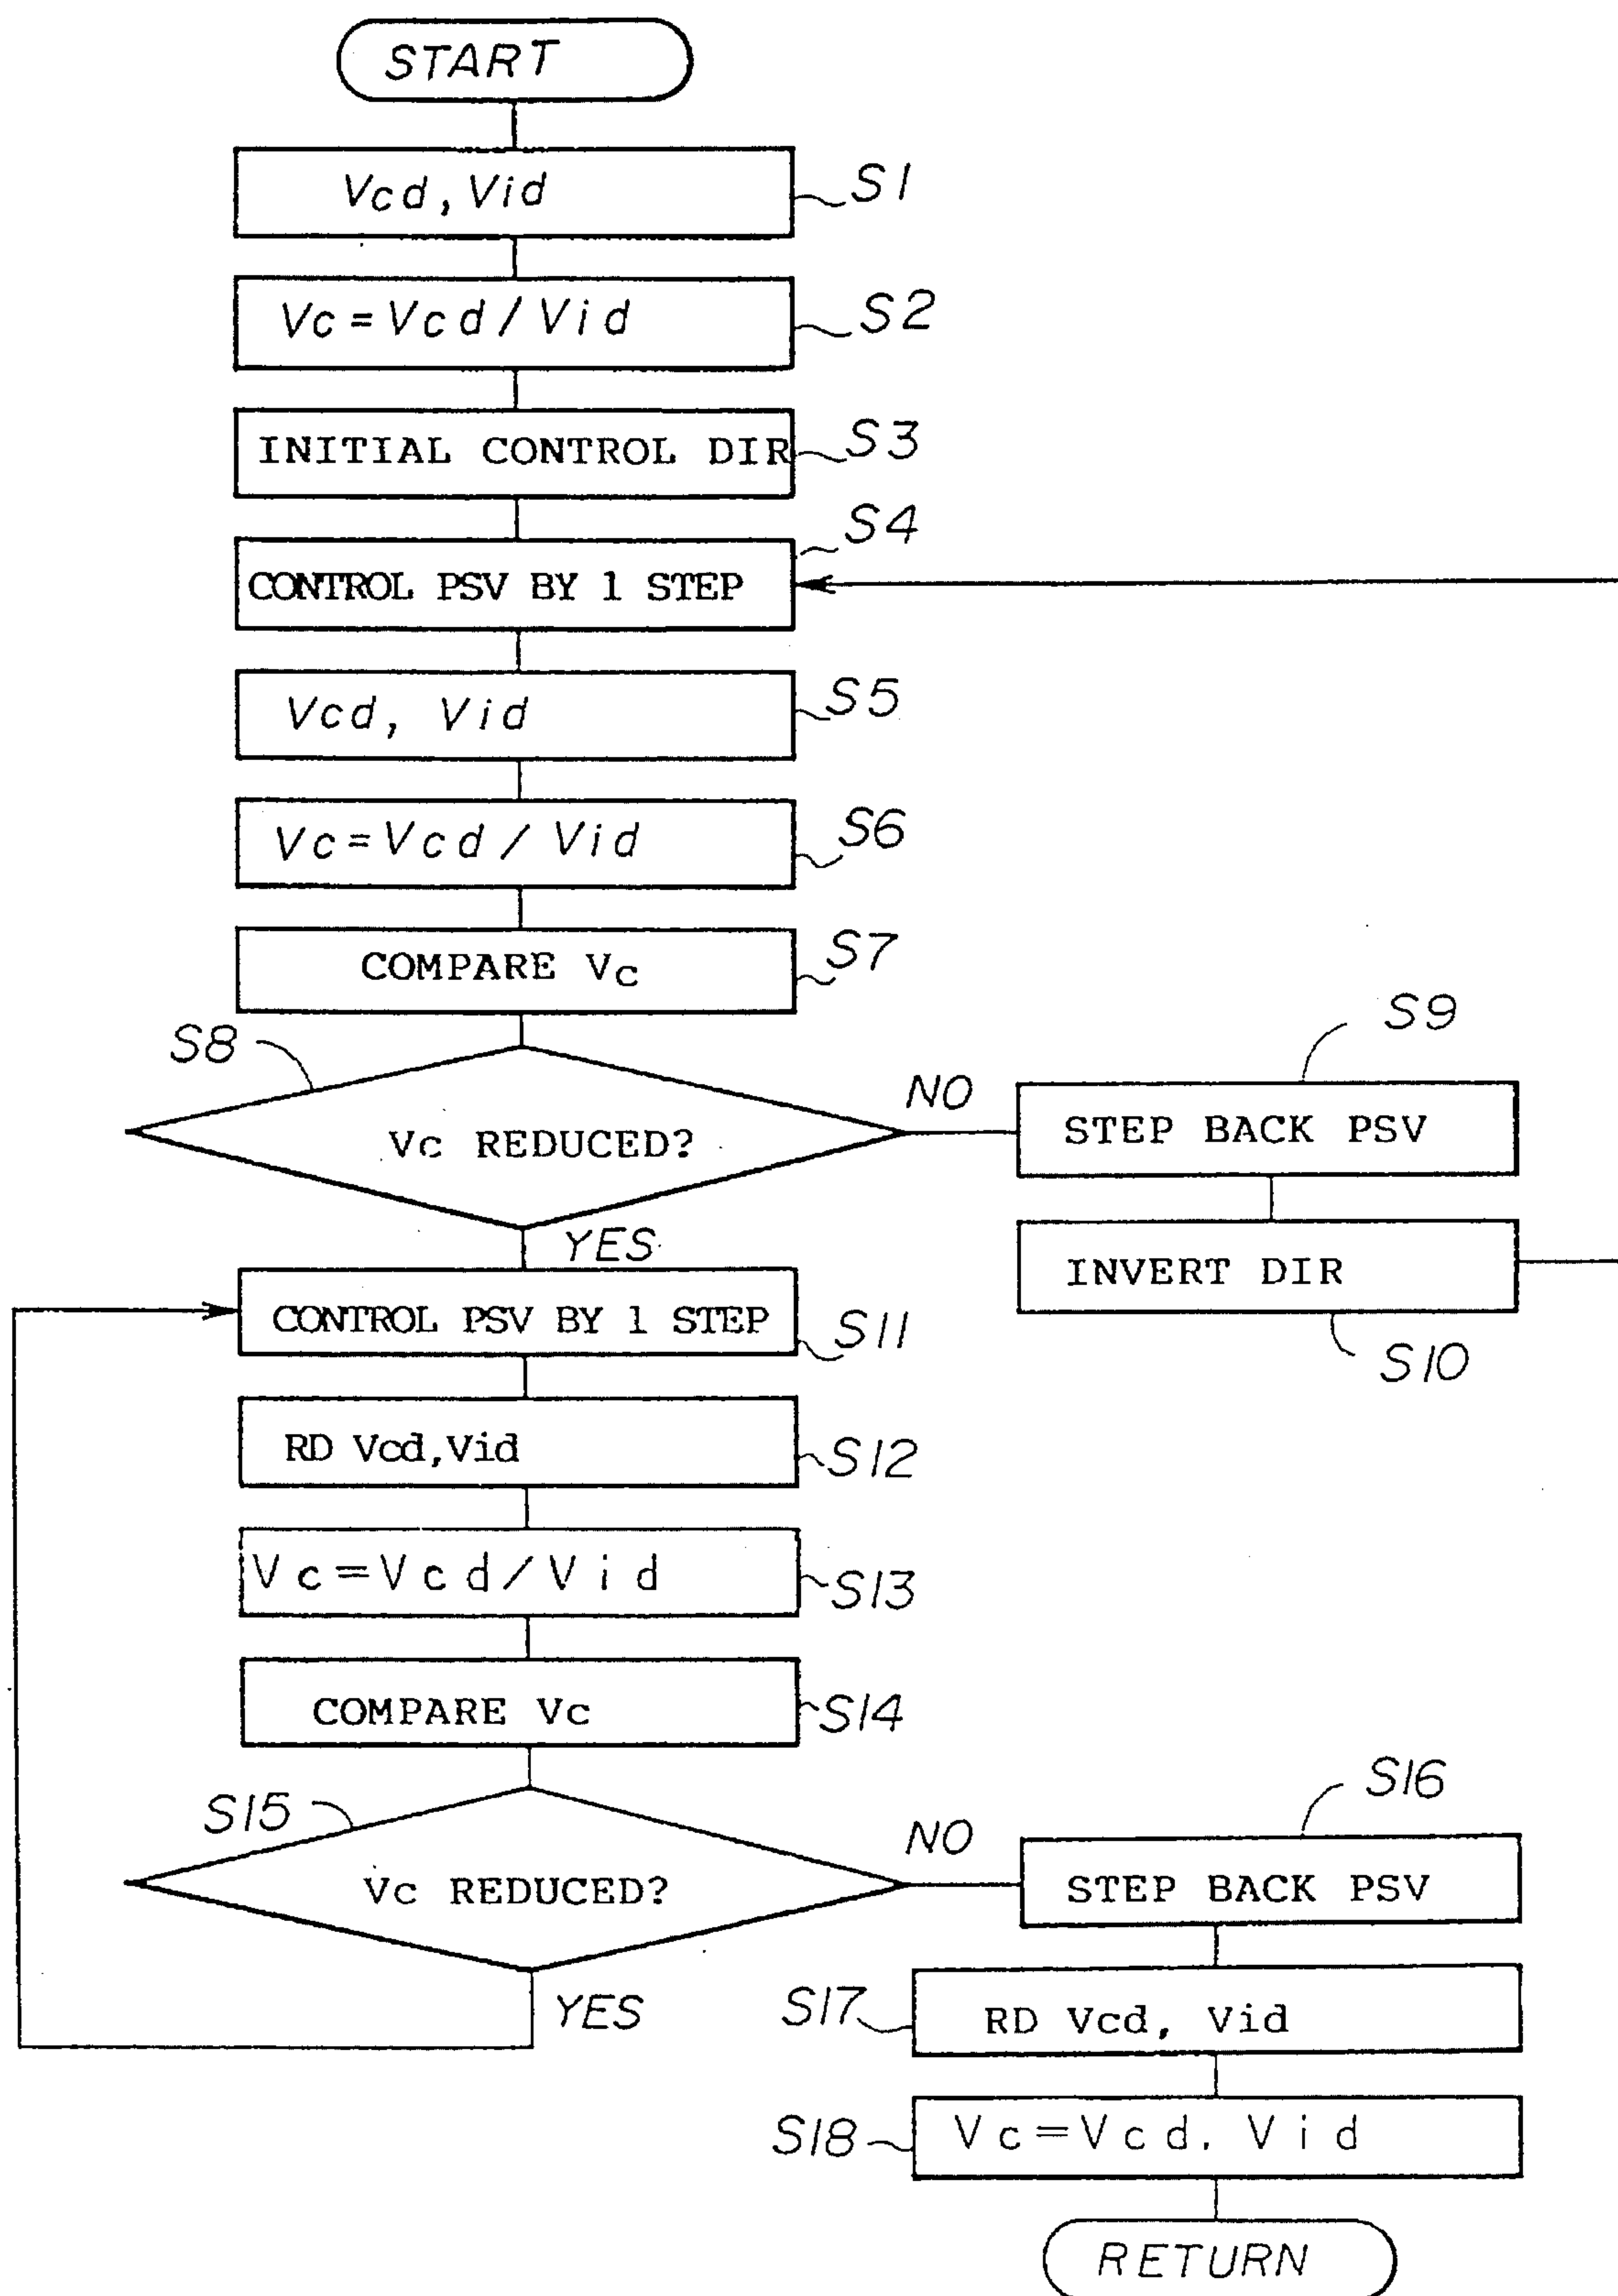 START
Vcd, Vid
S1
Vc=Vcd/Vid
S2
INITIAL CONTROL DIR
S3
S4
CONTROL PSV BY 1 STEP
Vcd, Vid
S5
Vc=Vcd/Vid
S6
COMPARE Vc
S7
S8
Vc REDUCED?
NO
S9
STEP BACK PSV
INVERT DIR
S10
YES
CONTROL PSV BY 1 STEP
S11
RD Vcd,Vid
S12
Vc=Vcd/Vid
S13
COMPARE Vc
S14
S15
Vc REDUCED?
NO
S16
STEP BACK PSV
YES
S17
RD Vcd, Vid
S18
Vc=Vcd. Vid
RETURN